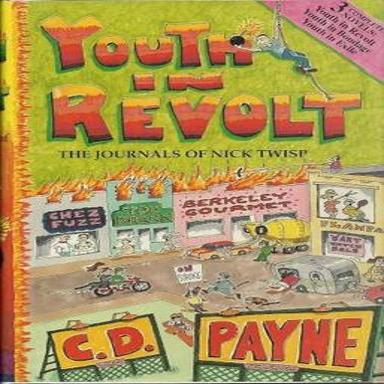 3 COMPLETE
NOVELS:
Youth in Revolt
Youth in Bondage
Youth in Exile
YOUTH
IN
REVOLT
THE JOURNALS OF NICK TWISP
CHEZ
FUZZ
BERKELEY
GOURMET
C.D. PAYNE